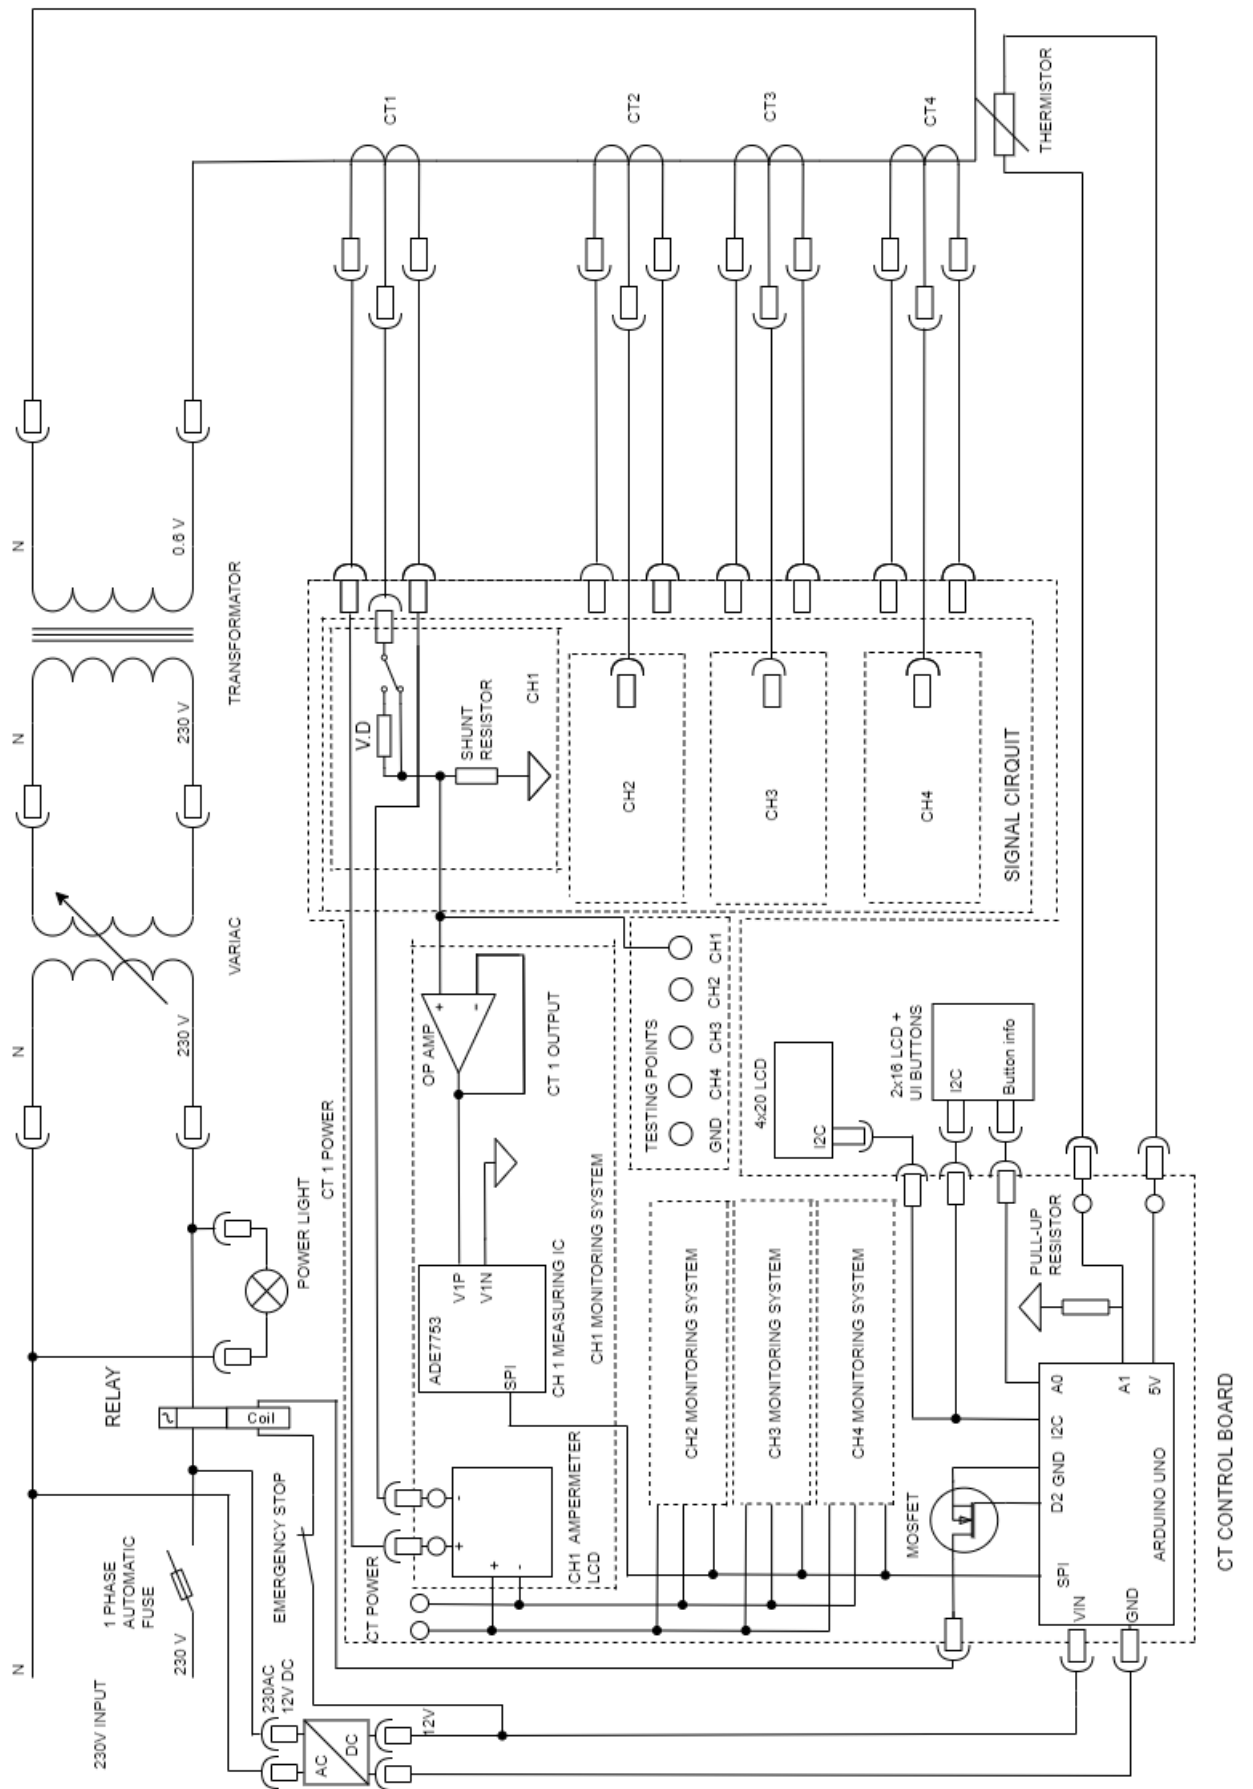 230V INPUT
N
230 V
1 PHASE
AUTOMATIC
FUSE
RELAY
Coil
~
POWER LIGHT
N
230 V
VARIAC
N
230 V
TRANSFORMATOR
N
0.6 V
230AC
12V DC
AC
DC
12V
EMERGENCY STOP
CT 1 POWER
CT POWER
+
-
+
-
CH1 AMPERMETER
LCD
ADE7753
V1P
V1N
SPI
CH 1 MEASURING IC
CH1 MONITORING SYSTEM
OP AMP
+
-
CT 1 OUTPUT
V.D
SHUNT
RESISTOR
CH1
CH2
CH3
CH4
SIGNAL CIRQUIT
CT1
CT2
CT3
CT4
THERMISTOR
TESTING POINTS
GND
CH4
CH3
CH2
CH1
CH2 MONITORING SYSTEM
CH3 MONITORING SYSTEM
CH4 MONITORING SYSTEM
4x20 LCD
I2C
2x16 LCD +
UI BUTTONS
I2C
Button info
PULL-UP
RESISTOR
MOSFET
SPI
D2
GND
I2C
A0
VIN
A1
GND
5V
ARDUINO UNO
CT CONTROL BOARD